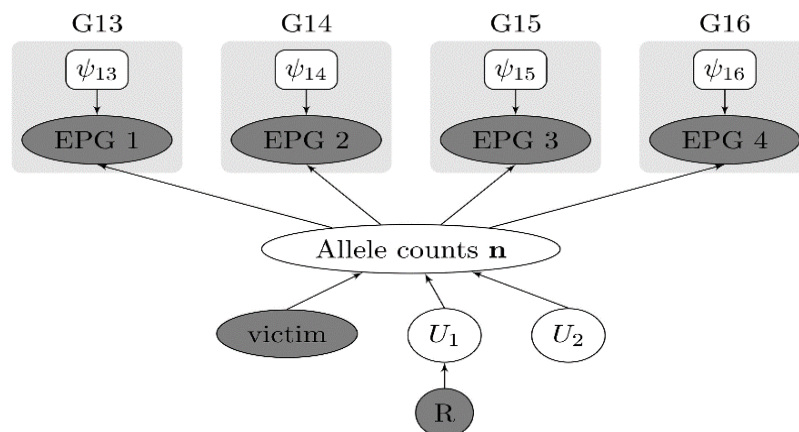 G13 G14 G15 G16
ψ13 ψ14 ψ15 ψ16
EPG 1 EPG 2 EPG 3 EPG 4
Allele counts n
victim U1 U2
R